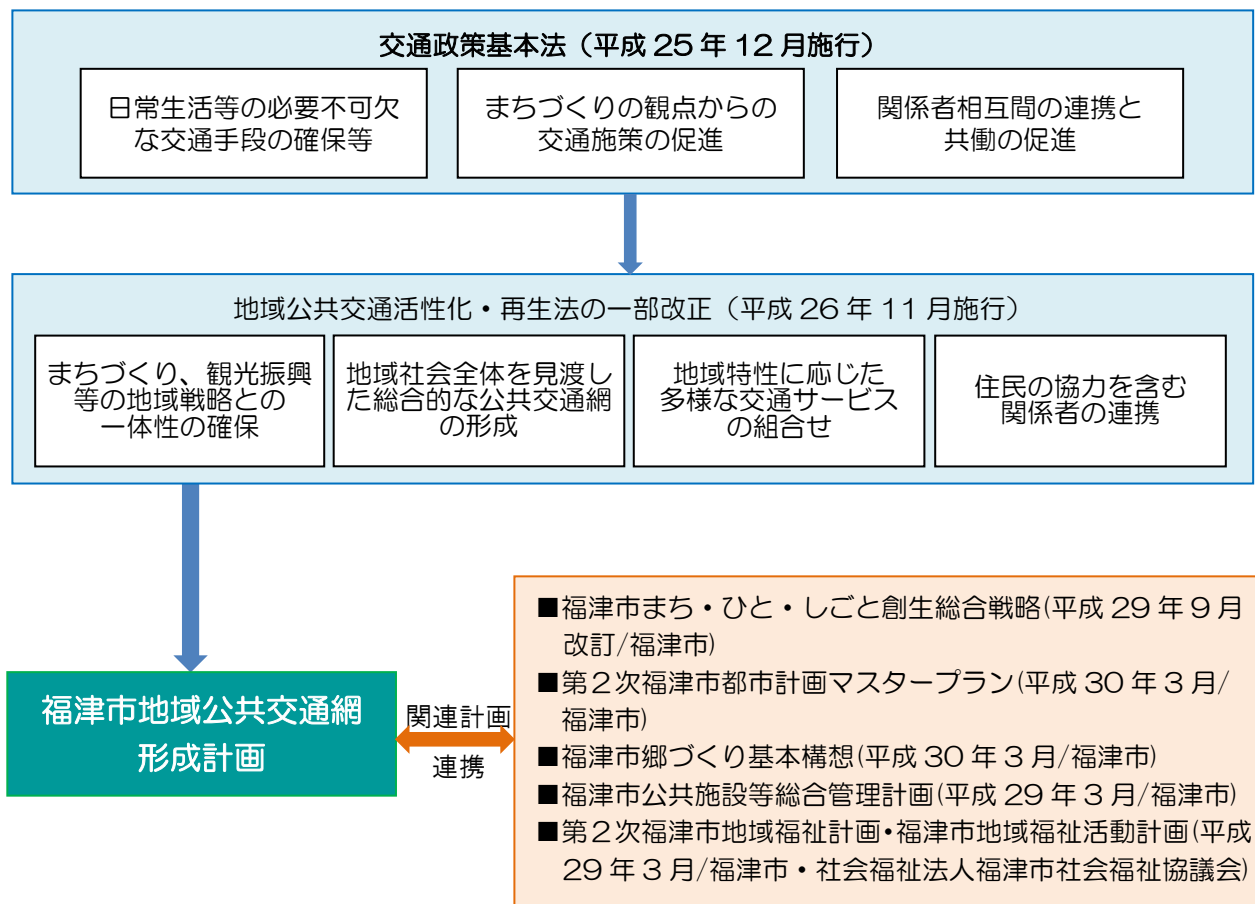 交通政策基本法（平成 25 年 12 月施行）
日常生活等の必要不可欠
な交通手段の確保等
まちづくりの観点からの
交通施策の促進
関係者相互間の連携と
共働の促進
地域公共交通活性化・再生法の一部改正（平成 26 年 11 月施行）
まちづくり、観光振興
等の地域戦略との
一体性の確保
地域社会全体を見渡し
た総合的な公共交通網
の形成
地域特性に応じた
多様な交通サービス
の組合せ
住民の協力を含む
関係者の連携
福津市地域公共交通網
形成計画
関連計画
連携
■福津市まち・ひと・しごと創生総合戦略(平成 29 年 9 月
改訂/福津市)
■第２次福津市都市計画マスタープラン(平成 30 年 3 月/
福津市)
■福津市郷づくり基本構想(平成 30 年 3 月/福津市)
■福津市公共施設等総合管理計画(平成 29 年 3 月/福津市)
■第２次福津市地域福祉計画・福津市地域福祉活動計画(平成
29 年 3 月/福津市・社会福祉法人福津市社会福祉協議会)